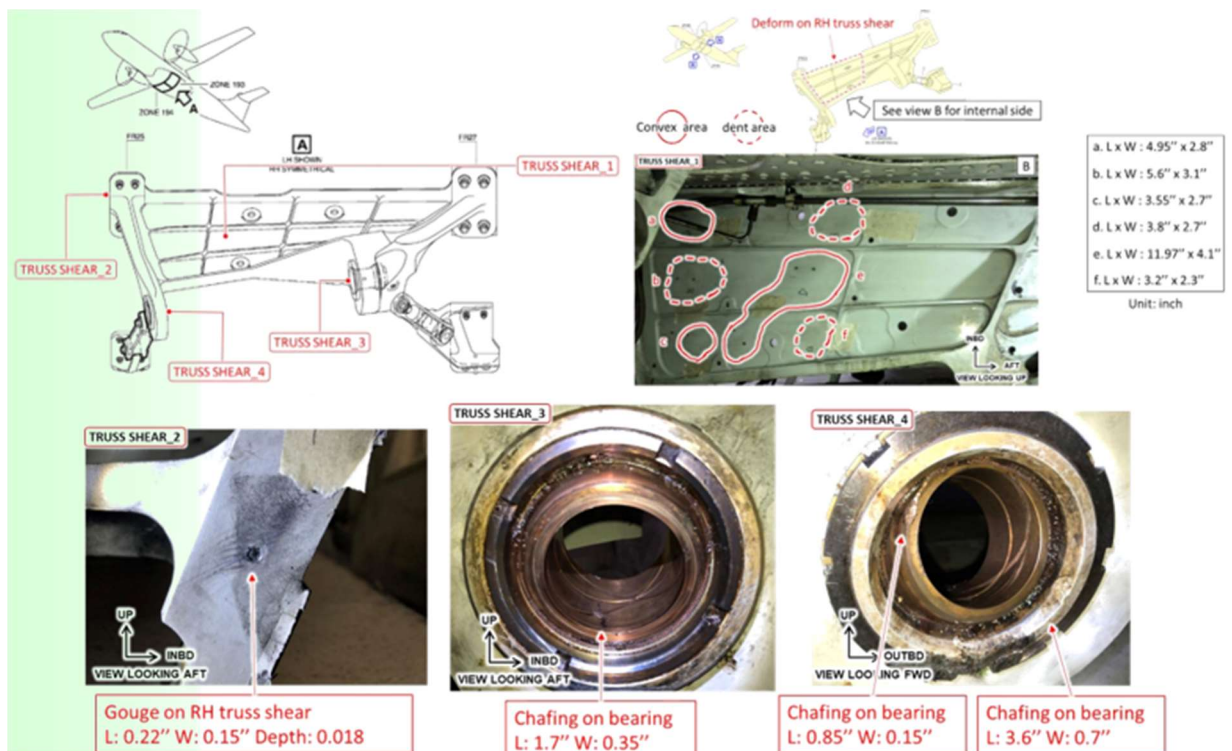 ZONE 193
ZONE 194
A
FR25
A
FR27
LH SHOWN
RH SYMMETRICAL
TRUSS SHEAR_1
TRUSS SHEAR_2
TRUSS SHEAR_3
TRUSS SHEAR_4
Deform on RH truss shear
See view B for internal side
Convex area
dent area
TRUSS SHEAR_1
B
a
b
c
d
e
f
INBD
AFT
VIEW LOOKING UP
a. L x W : 4.95’’ x 2.8’’
b. L x W : 5.6’’ x 3.1’’
c. L x W : 3.55’’ x 2.7’’
d. L x W : 3.8’’ x 2.7’’
e. L x W : 11.97’’ x 4.1’’
f. L x W : 3.2’’ x 2.3’’
Unit: inch
TRUSS SHEAR_2
UP
INBD
VIEW LOOKING AFT
Gouge on RH truss shear
L: 0.22’’ W: 0.15’’ Depth: 0.018
TRUSS SHEAR_3
UP
INBD
VIEW LOOKING AFT
Chafing on bearing
L: 1.7’’ W: 0.35’’
TRUSS SHEAR_4
UP
OUTBD
VIEW LOOKING FWD
Chafing on bearing
L: 0.85’’ W: 0.15’’
Chafing on bearing
L: 3.6’’ W: 0.7’’